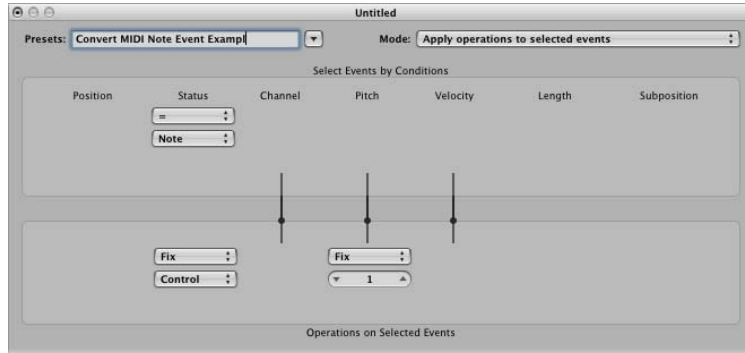 Untitled
Presets: Convert MIDI Note Event Exampl Mode: Apply operations to selected events
Select Events by Conditions
Position Status Channel Pitch Velocity Length Subposition
=
Note
Fix Fix
Control 1
Operations on Selected Events